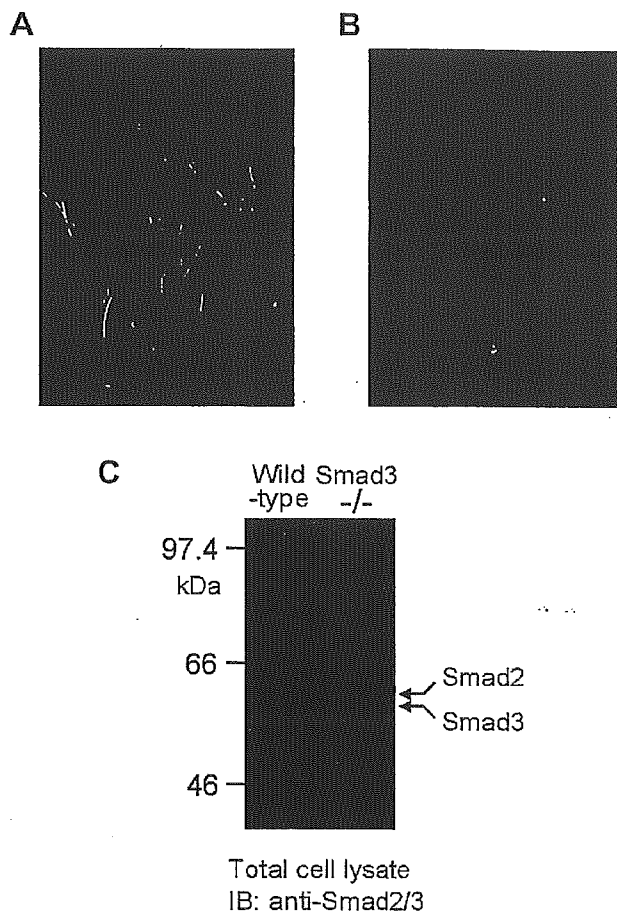 A
B
C
Wild Smad3
-type -/-
97.4
kDa
66
Smad2
Smad3
46
Total cell lysate
IB: anti-Smad2/3